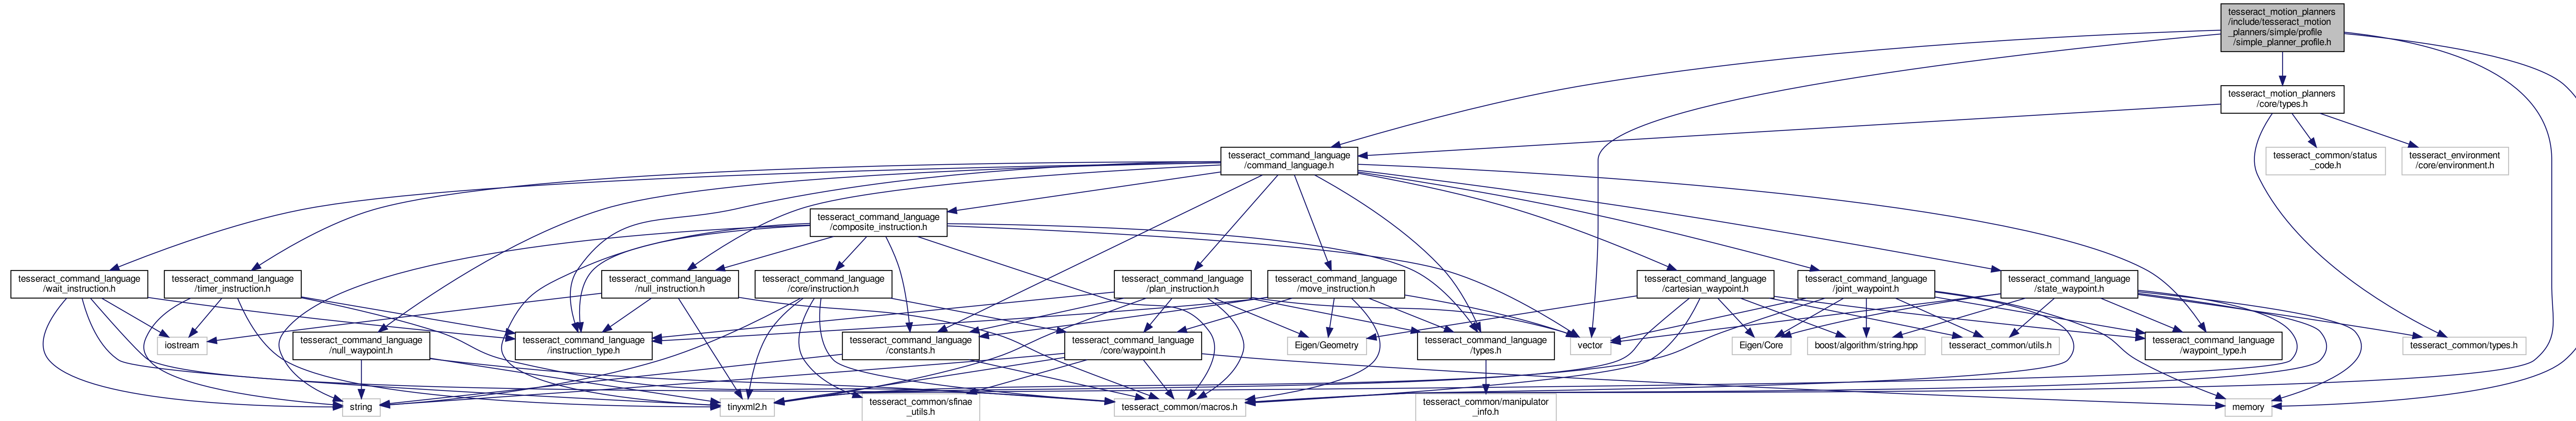 tesseract_motion_planners
/include/tesseract_motion
_planners/simple/profile
/simple_planner_profile.h
tesseract_motion_planners
/core/types.h
tesseract_command_language
/command_language.h
tesseract_common/status
_code.h
tesseract_environment
/core/environment.h
tesseract_command_language
/composite_instruction.h
tesseract_command_language
/wait_instruction.h
tesseract_command_language
/timer_instruction.h
tesseract_command_language
/null_instruction.h
tesseract_command_language
/core/instruction.h
tesseract_command_language
/plan_instruction.h
tesseract_command_language
/move_instruction.h
tesseract_command_language
/cartesian_waypoint.h
tesseract_command_language
/joint_waypoint.h
tesseract_command_language
/state_waypoint.h
iostream
tesseract_command_language
/null_waypoint.h
tesseract_command_language
/instruction_type.h
tesseract_command_language
/constants.h
tesseract_command_language
/core/waypoint.h
Eigen/Geometry
tesseract_command_language
/types.h
vector
Eigen/Core
boost/algorithm/string.hpp
tesseract_common/utils.h
tesseract_command_language
/waypoint_type.h
tesseract_common/types.h
string
tinyxml2.h
tesseract_common/sfinae
_utils.h
tesseract_common/macros.h
tesseract_common/manipulator
_info.h
memory